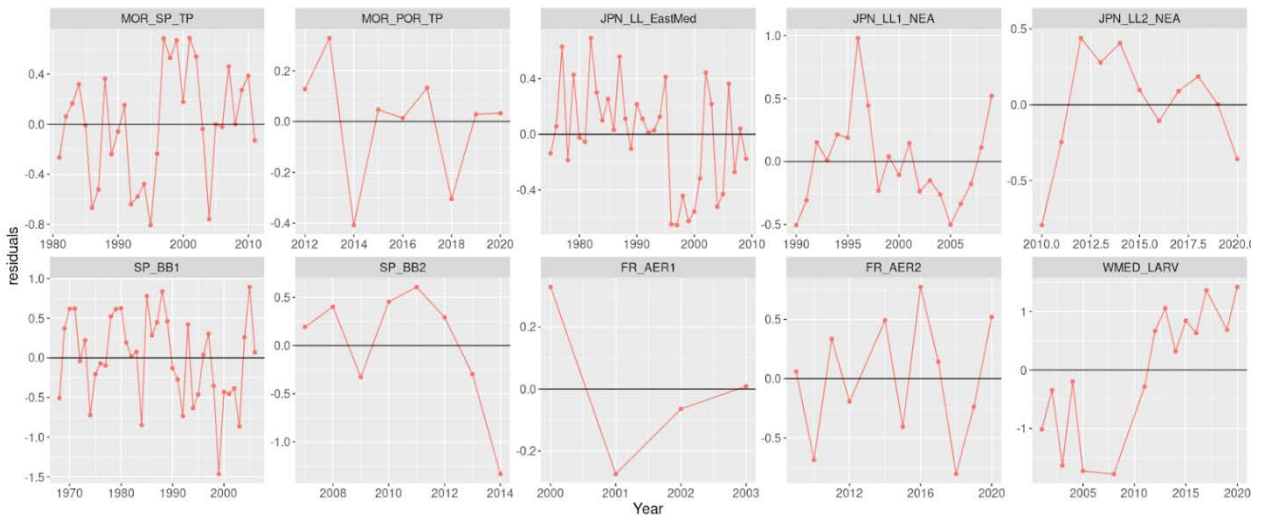 MOR_SP_TP MOR_POR_TP JPN_LL_EastMed JPN_LL1_NEA JPN_LL2_NEA
0.4 0.0 -0.4 -0.8
0.2 0.0 -0.2 -0.4
0.4 0.0 -0.4
1.0 0.5 0.0 -0.5
0.5 0.0 -0.5
1980 1990 2000 2010 2012 2014 2016 2018 2020 1980 1990 2000 2010 1990 1995 2000 2005 2010.0 2012.5 2015.0 2017.5 2020.0
residuals
SP_BB1 SP_BB2 FR_AER1 FR_AER2 WMED_LARV
1.0 0.5 0.0 -0.5 -1.0 -1.5
0.5 0.0 -0.5 -1.0
0.2 0.0 -0.2
0.5 0.0 -0.5
1 0 -1
1970 1980 1990 2000 2008 2010 2012 2014 2000 2001 2002 2003 2012 2016 2020 2005 2010 2015 2020
Year